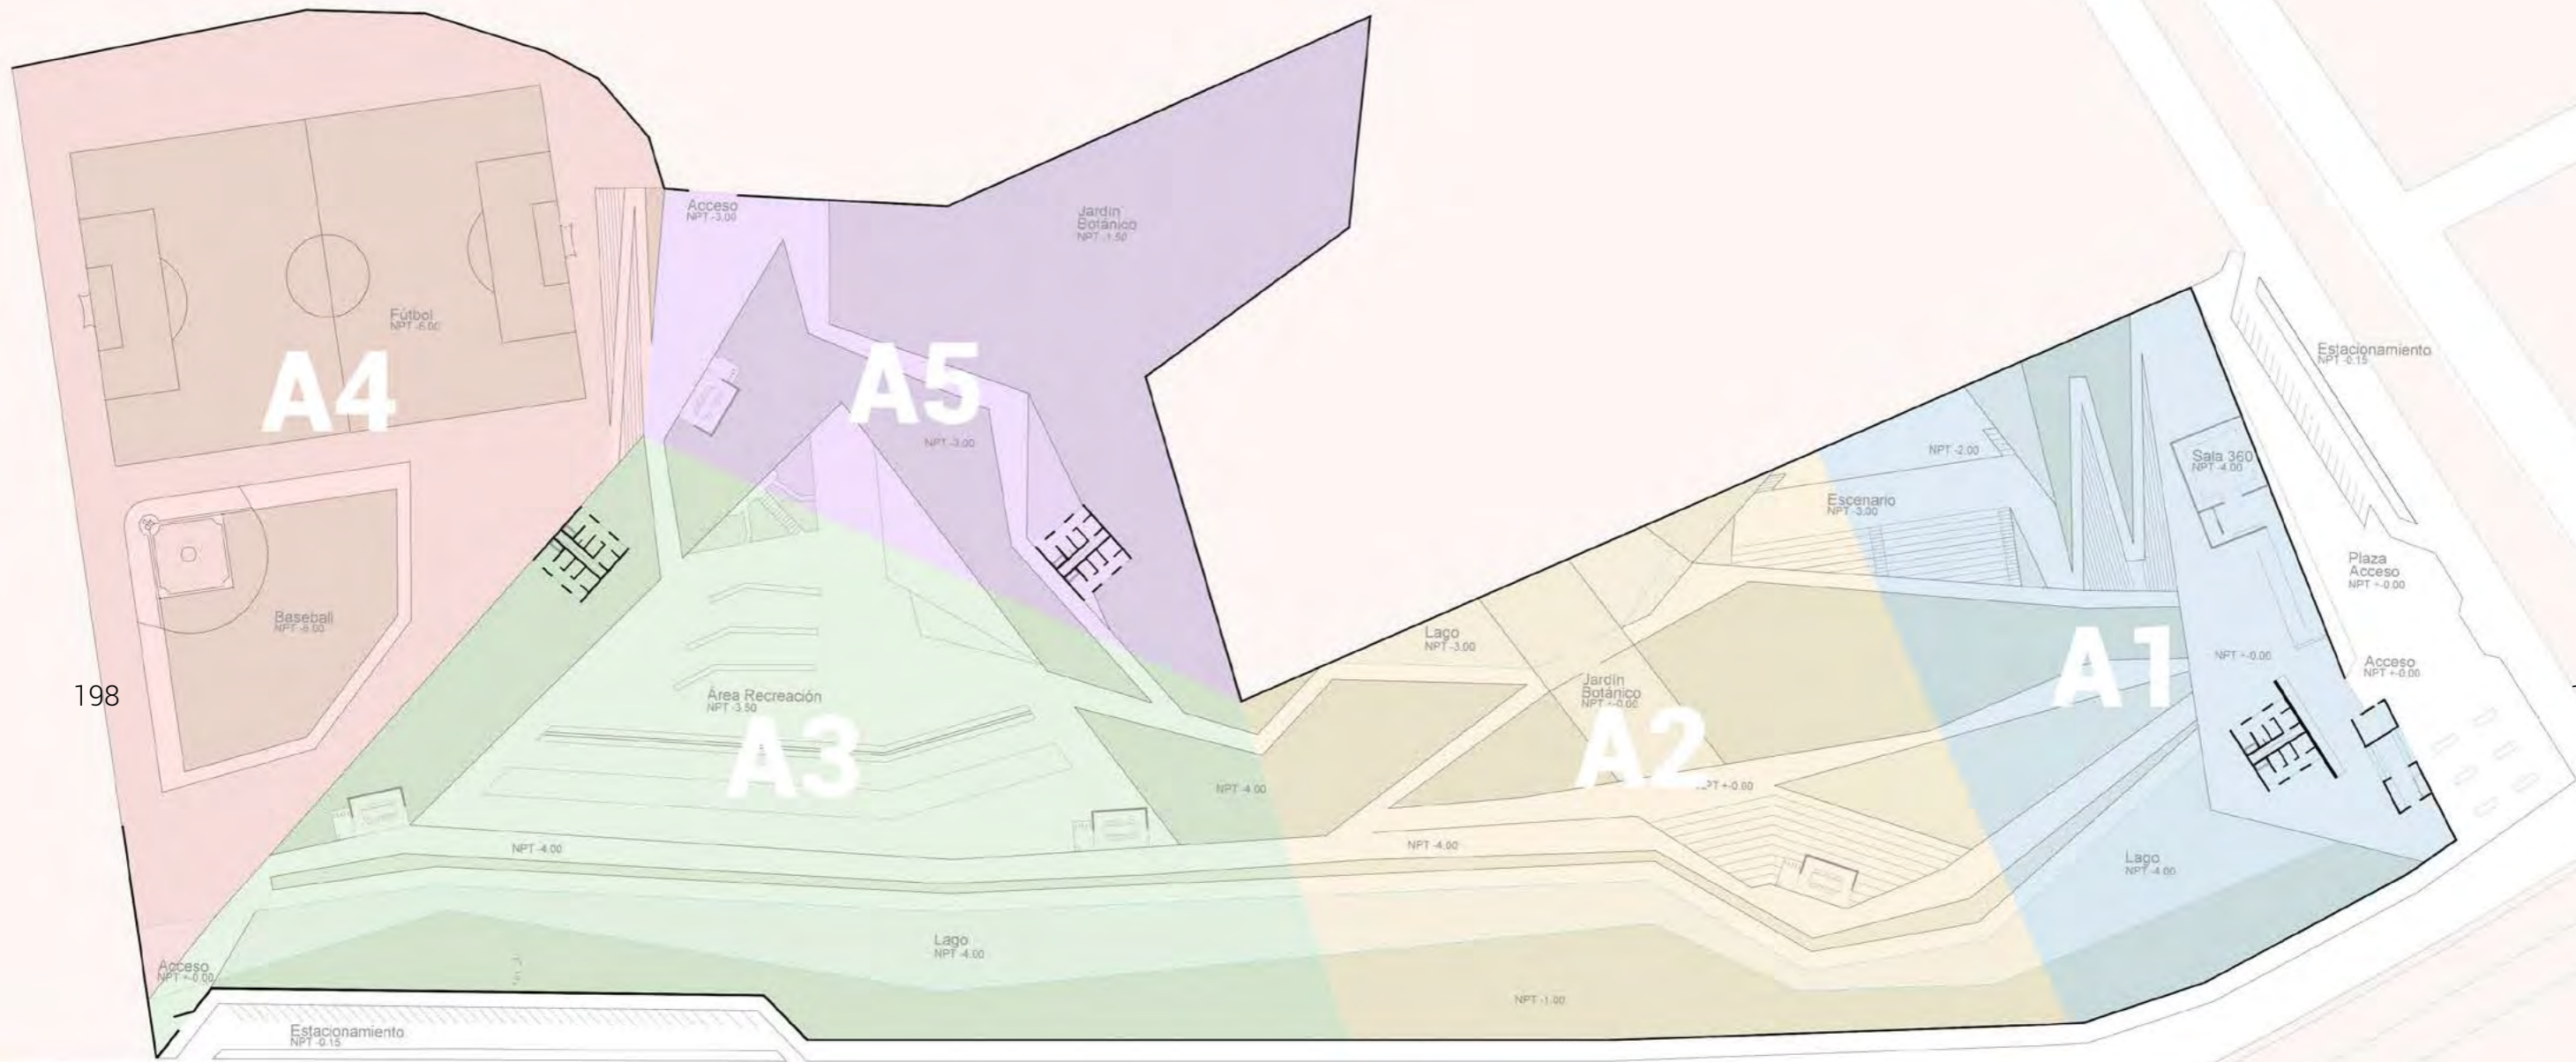 Acceso
NPT -3.00
Jardín
Botánico
NPT -1.50
Fútbol
NPT -6.00
A4
A5
NPT -3.00
Estacionamiento
NPT -0.15
NPT -2.00
Sala 360
NPT -4.00
Escenario
NPT -3.00
Plaza
Acceso
NPT +-0.00
Baseball
NPT -6.00
Lago
NPT -3.00
A1
NPT +-0.00
Acceso
NPT +-0.00
198
Área Recreación
NPT -3.50
Jardín
Botánico
NPT +-0.00
A3
A2
NPT -4.00
NPT +-0.00
NPT -4.00
NPT -4.00
Lago
NPT -4.00
Lago
NPT -4.00
Acceso
NPT +-0.00
NPT -1.00
Estacionamiento
NPT -0.15